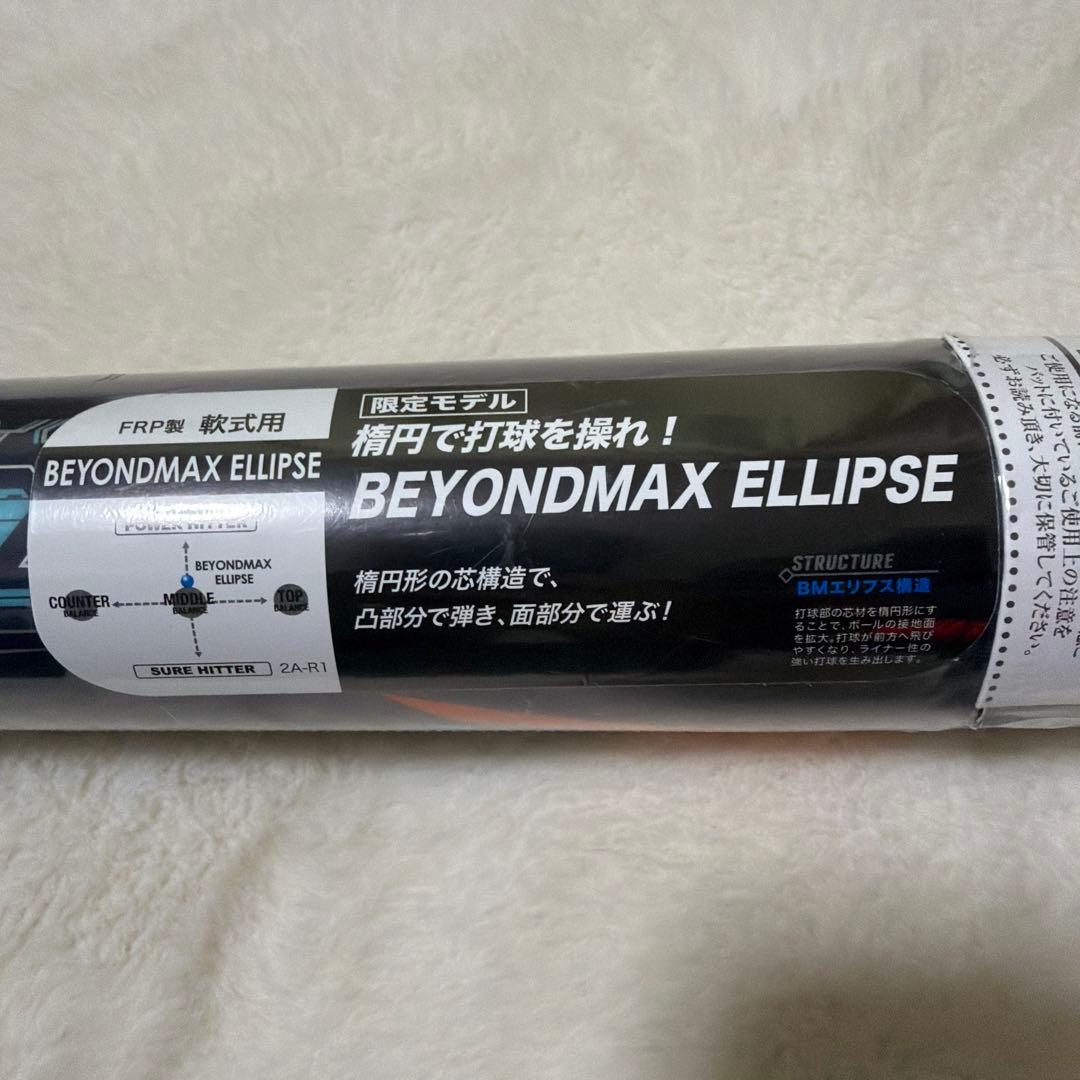 FRP製 軟式用
BEYONDMAX ELLIPSE
POWER HITTER
BEYONDMAX
ELLIPSE
COUNTER
BALANCE
MIDDLE
BALANCE
TOP
BALANCE
SURE HITTER
2A-R1
限定モデル
楕円で打球を操れ！
BEYONDMAX ELLIPSE
楕円形の芯構造で、
凸部分で弾き、面部分で運ぶ！
STRUCTURE
BMエリプス構造
打球部の芯材を楕円形にす
ることで、ボールの接地面
を拡大。打球が前方へ飛び
やすくなり、ライナー性の
強い打球を生み出します。
ご使用になる前に
バットに付いているご使用上の注意を
必ずお読み頂き、大切に保管してください。